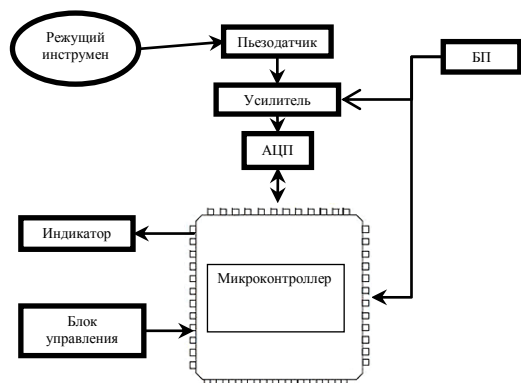 Режущий
инструмен
Пьезодатчик
БП
Усилитель
АЦП
Индикатор
Микроконтроллер
Блок
управления